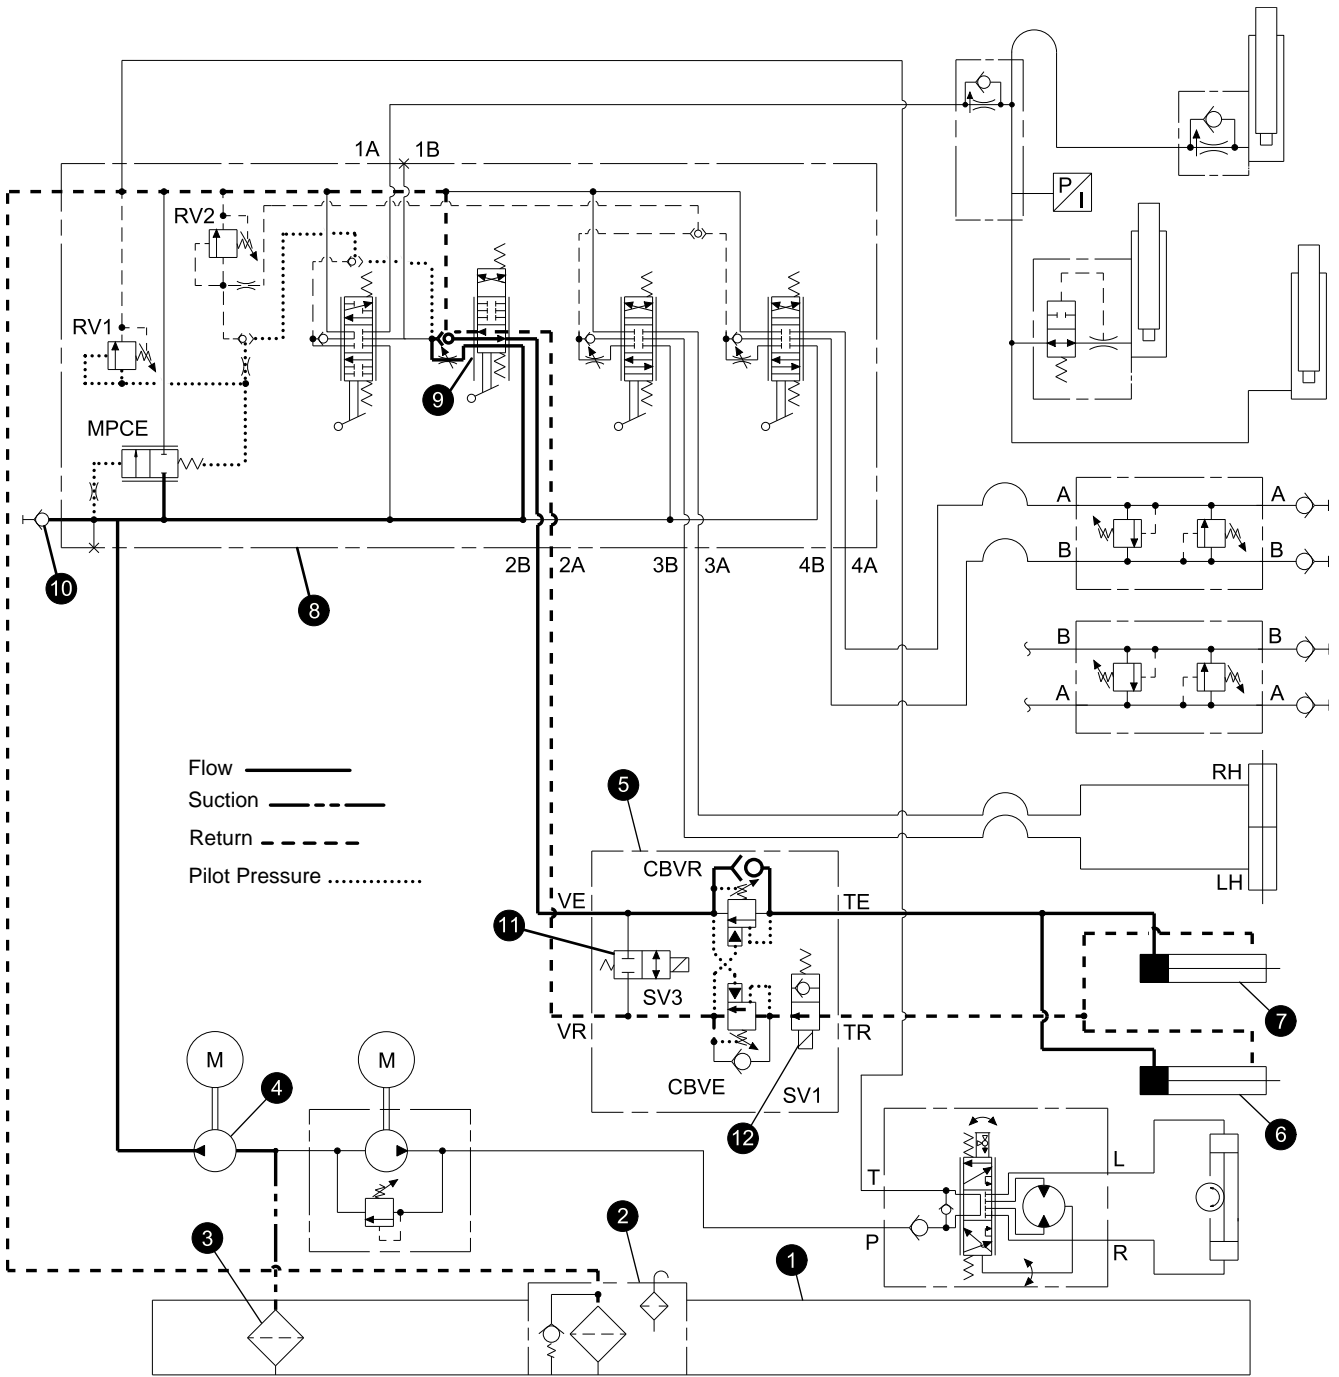 1A 1B
RV2
P
I
RV1
9
MPCE
10
8
2B 2A 3B 3A 4B 4A
A A
B B
B B
A A
Flow
Suction
Return
Pilot Pressure
5
RH
LH
CBVR
VE TE
11
SV3
7
VR TR
CBVE SV1
12
6
M M
4
L
T
P
R
3
2
1